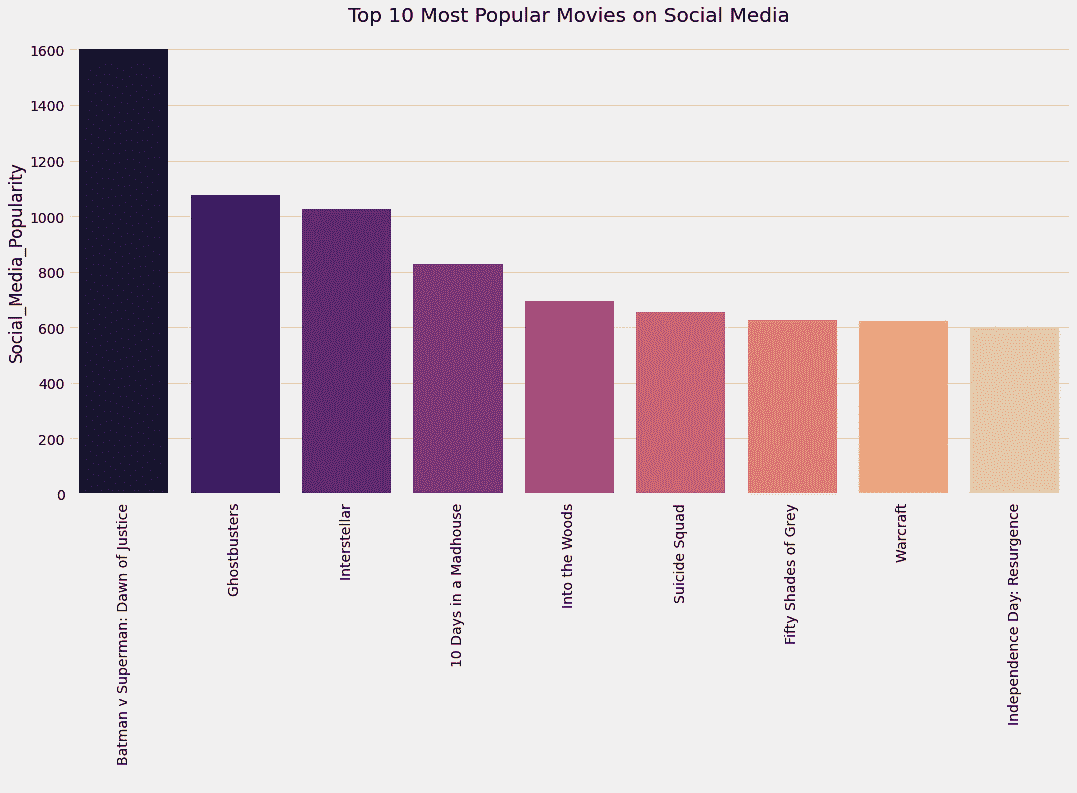 Top 10 Most Popular Movies on Social Media
Social_Media_Popularity
1600
1400
1200
1000
800
600
400
200
0
Batman v Superman: Dawn of Justice
Ghostbusters
Interstellar
10 Days in a Madhouse
Into the Woods
Suicide Squad
Fifty Shades of Grey
Warcraft
Independence Day: Resurgence